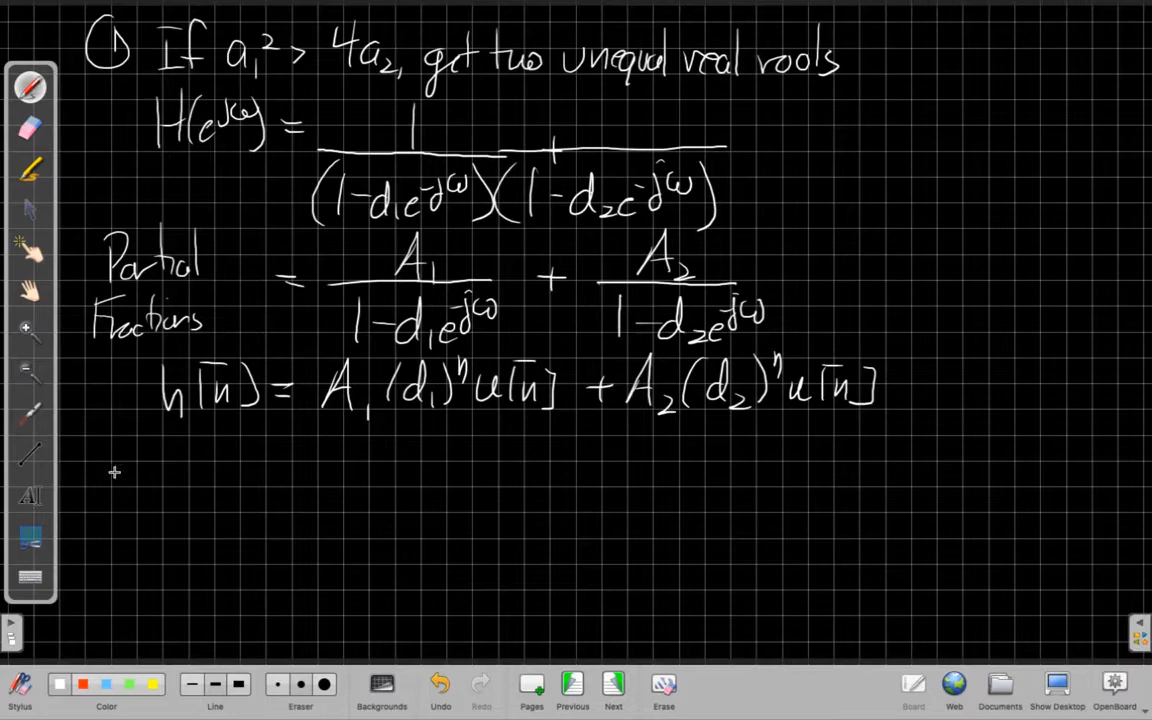 ① If a₁² > 4a₂, get two unequal real roots
H(e^jω) = 1 / (1-d₁e^-jω)(1-d₂e^-jω)
Partial Fractions = A₁ / (1-d₁e^-jω) + A₂ / (1-d₂e^-jω)
h[n] = A₁(d₁)ⁿu[n] + A₂(d₂)ⁿu[n]
Stylus Color Line Eraser Backgrounds Undo Redo Pages Previous Next Erase Board Web Documents Show Desktop OpenBoard